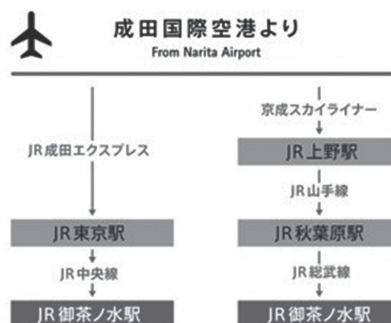 成田国際空港より
From Narita Airport
JR成田エクスプレス
JR東京駅
JR中央線
JR御茶ノ水駅
京成スカイライナー
JR上野駅
JR山手線
JR秋葉原駅
JR総武線
JR御茶ノ水駅